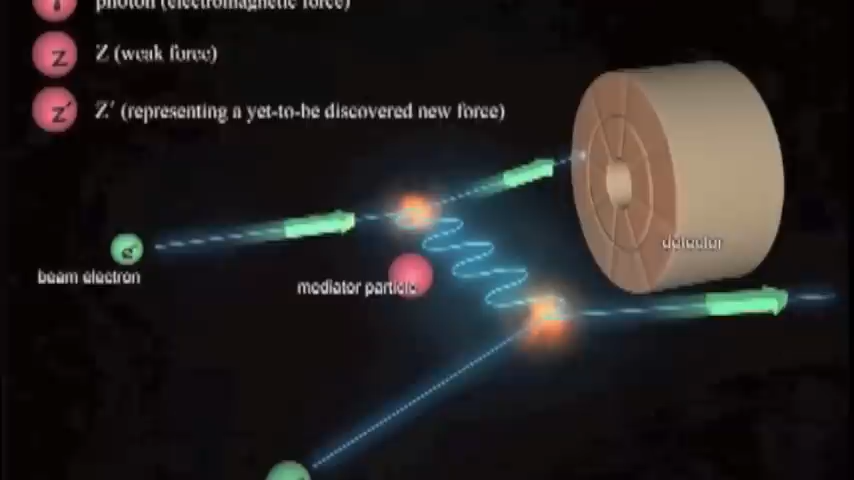 photon (electromagnetic force)
Z
Z (weak force)
Z′
Z′ (representing a yet-to-be discovered new force)
e⁻
beam electron
mediator particle
detector